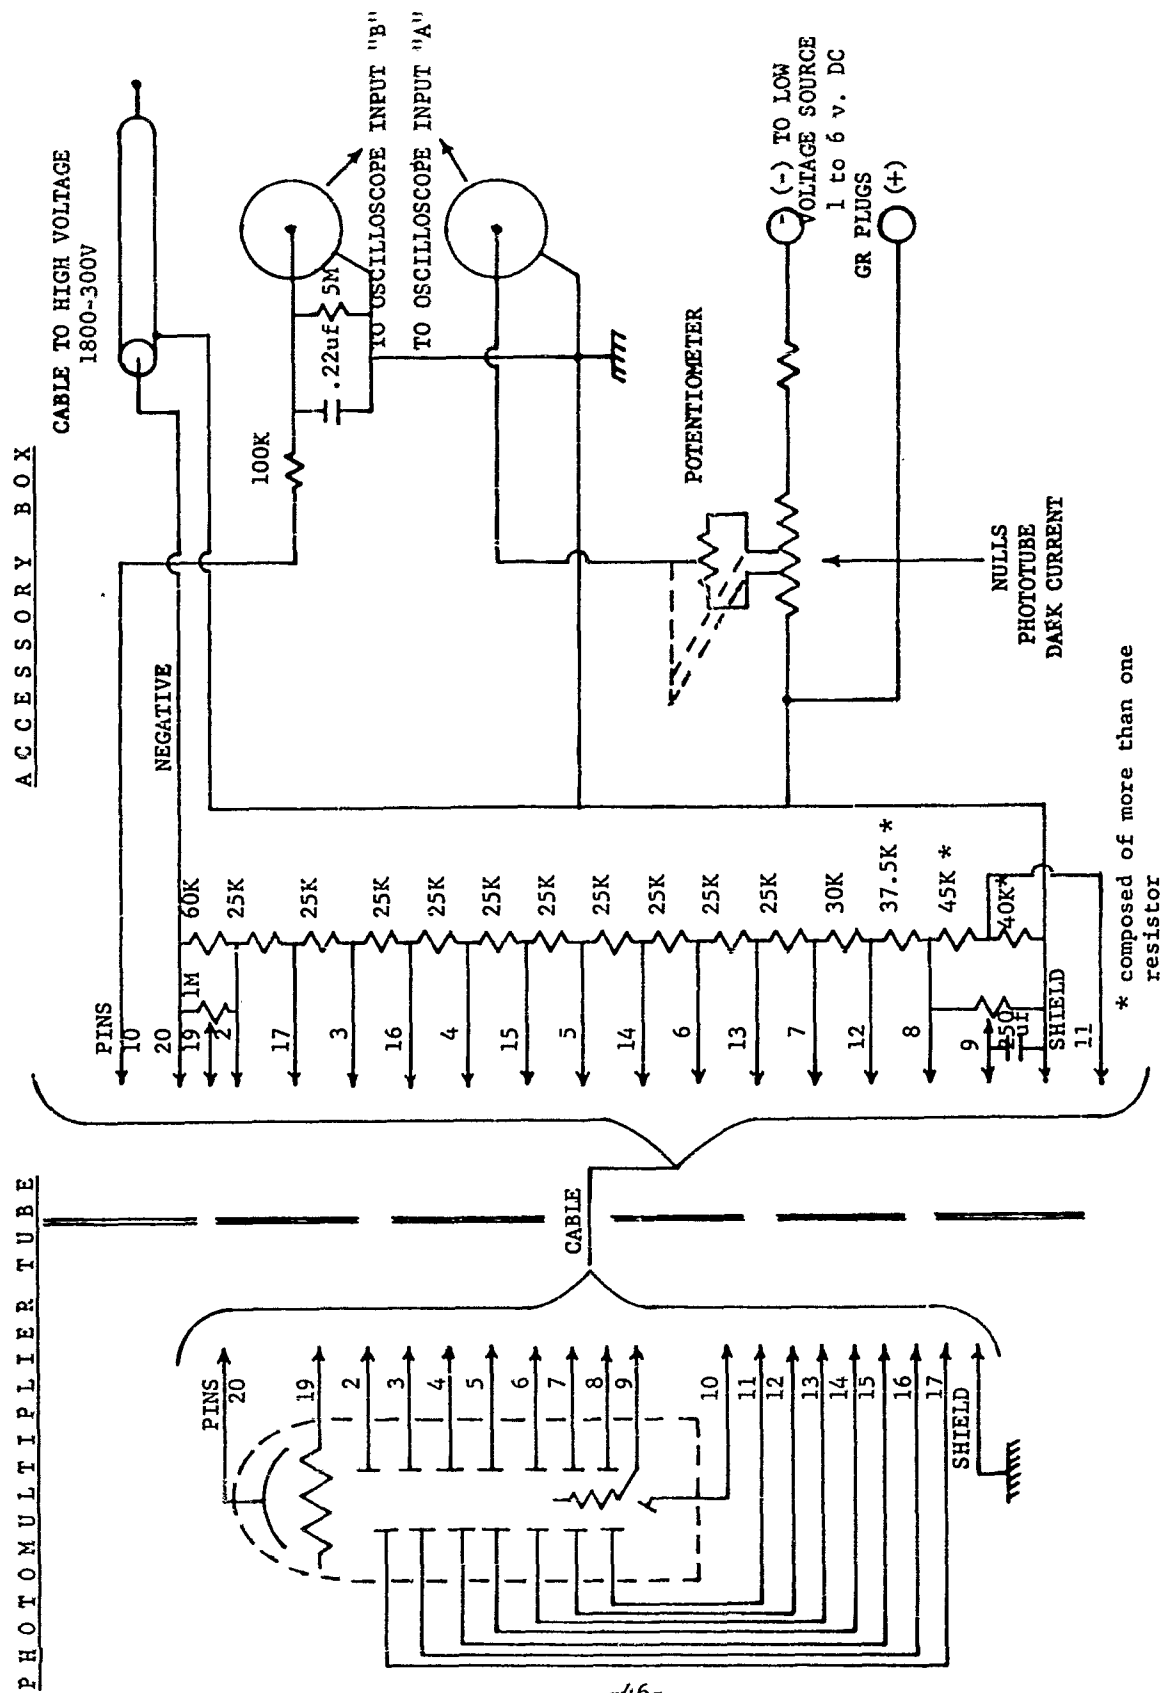 PHOTOMULTIPLIER TUBE
ACCESSORY BOX
PINS
20
19
2
3
4
5
6
7
8
9
10
11
12
13
14
15
16
17
SHIELD
CABLE
PINS
10
20
19
2
17
3
16
4
15
5
14
6
13
7
12
8
9
SHIELD
11
1M
250
uf
60K
25K
25K
25K
25K
25K
25K
25K
25K
25K
25K
30K
37.5K *
45K *
40K*
NEGATIVE
100K
.22uf
5M
CABLE TO HIGH VOLTAGE
1800-300V
TO OSCILLOSCOPE INPUT "B"
TO OSCILLOSCOPE INPUT "A"
POTENTIOMETER
NULLS
PHOTOTUBE
DARK CURRENT
(-) TO LOW
VOLTAGE SOURCE
1 to 6 v. DC
GR PLUGS
(+)
* composed of more than one
resistor